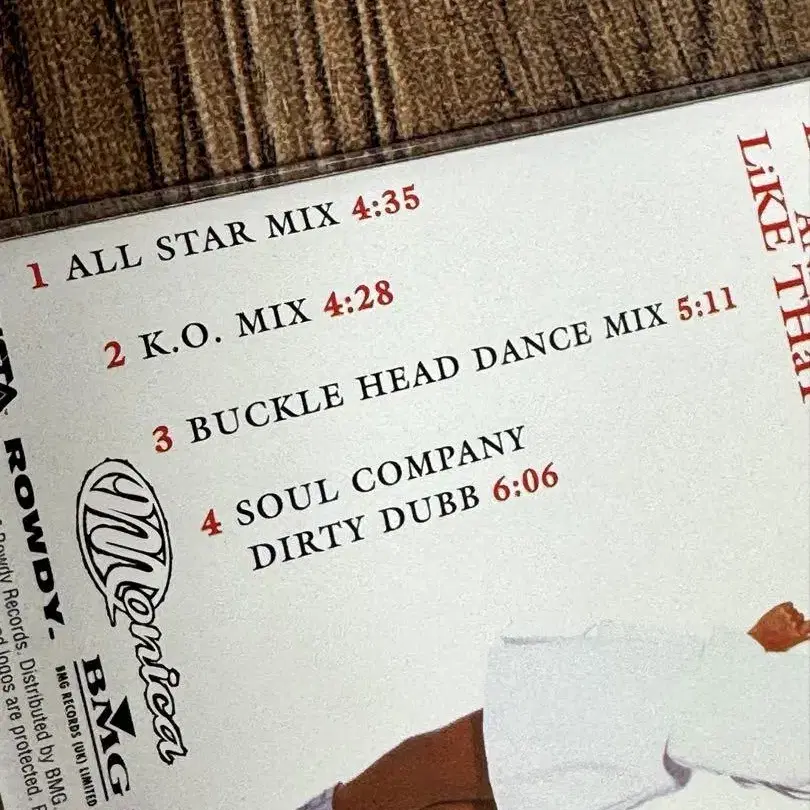 1 ALL STAR MIX 4:35
2 K.O. MIX 4:28
3 BUCKLE HEAD DANCE MIX 5:11
4 SOUL COMPANY
DIRTY DUBB 6:06
LiKE THaT
ROWDY
Monica
BMG
BMG RECORDS (UK) LIMITED
Rowdy Records. Distributed by BMG
logos are protected.